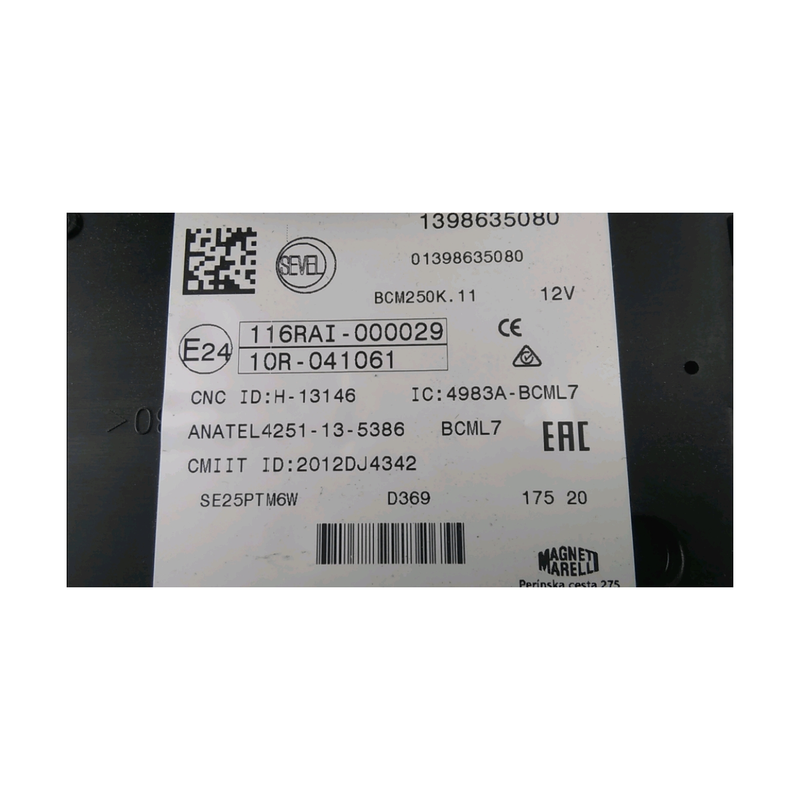 1398635080
SEVEL
01398635080
BCM250K.11 12V
E24
116RAI-000029
10R-041061
CE
CNC ID:H-13146 IC:4983A-BCML7
ANATEL4251-13-5386 BCML7 EAC
CMIIT ID:2012DJ4342
SE25PTM6W D369 175 20
MAGNETI
MARELLI
Perinska cesta 275